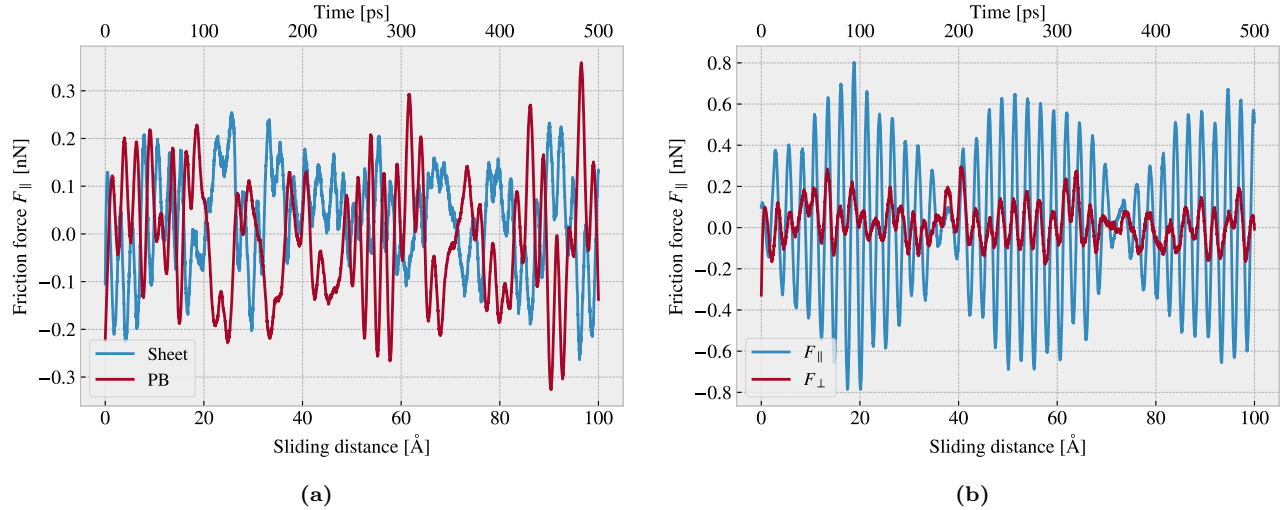 Time [ps]
0 100 200 300 400 500
Friction force F∥ [nN]
0.3
0.2
0.1
0.0
−0.1
−0.2
−0.3
Sheet
PB
0 20 40 60 80 100
Sliding distance [Å]
(a)
Time [ps]
0 100 200 300 400 500
Friction force F∥ [nN]
0.8
0.6
0.4
0.2
0.0
−0.2
−0.4
−0.6
−0.8
F∥
F⊥
0 20 40 60 80 100
Sliding distance [Å]
(b)